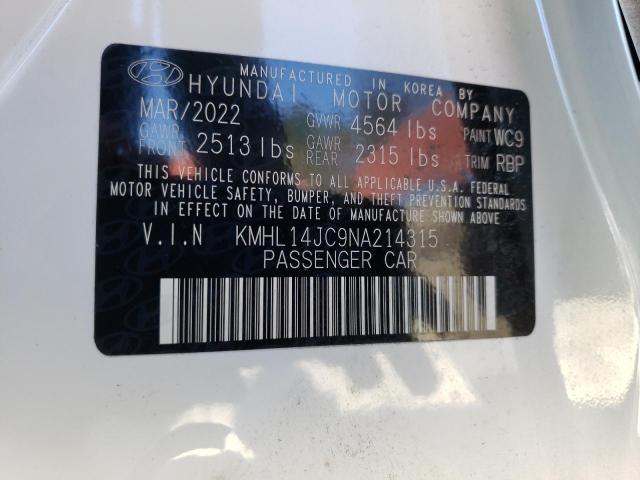 MANUFACTURED IN KOREA BY
HYUNDAI MOTOR COMPANY
MAR/2022 GVWR 4564 lbs PAINT WC9
GAWR FRONT 2513 lbs GAWR REAR 2315 lbs TRIM RBP
THIS VEHICLE CONFORMS TO ALL APPLICABLE U.S.A. FEDERAL
MOTOR VEHICLE SAFETY, BUMPER, AND THEFT PREVENTION STANDARDS
IN EFFECT ON THE DATE OF MANUFACTURE SHOWN ABOVE
V.I.N KMHL14JC9NA214315
PASSENGER CAR